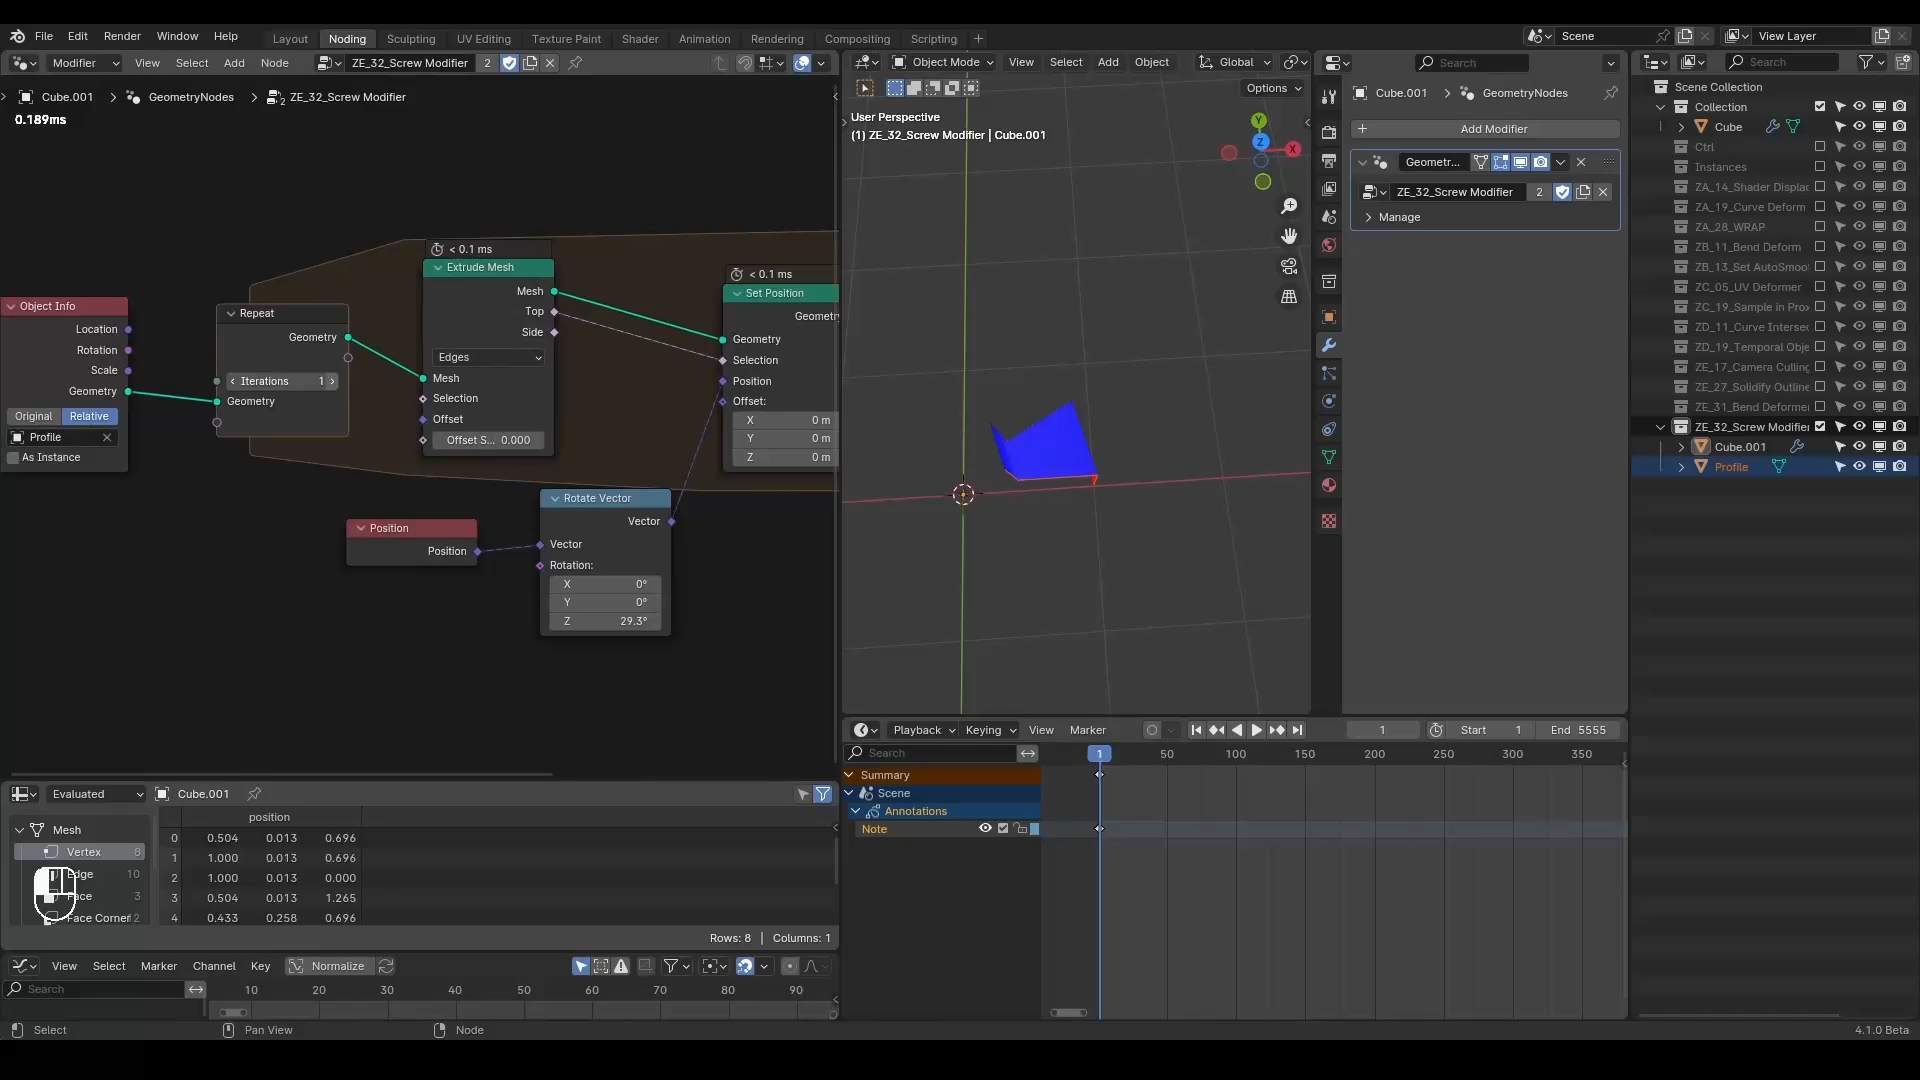 File Edit Render Window Help Layout Noding Sculpting UV Editing Texture Paint Shader Animation Rendering Compositing Scripting + Scene View Layer
Modifier View Select Add Node ZE_32_Screw Modifier 2
Cube.001 > GeometryNodes > ZE_32_Screw Modifier
0.189ms
Object Info
Location
Rotation
Scale
Geometry
Original Relative
Profile
As Instance
Repeat
Geometry
Iterations 1
Geometry
< 0.1 ms
Extrude Mesh
Mesh
Top
Side
Edges
Mesh
Selection
Offset
Offset S... 0.000
< 0.1 ms
Set Position
Geometry
Selection
Position
Offset:
X 0 m
Y 0 m
Z 0 m
Position
Position
Rotate Vector
Vector
Vector
Rotation:
X 0°
Y 0°
Z 29.3°
Object Mode View Select Add Object Global
Options
User Perspective
(1) ZE_32_Screw Modifier | Cube.001
Y
Z
X
Search
Cube.001 > GeometryNodes
Add Modifier
Geometr...
ZE_32_Screw Modifier 2
Manage
Search
Scene Collection
Collection
Cube
Ctrl
Instances
ZA_14_Shader Displac
ZA_19_Curve Deform
ZA_28_WRAP
ZB_11_Bend Deform
ZB_13_Set AutoSmoo
ZC_05_UV Deformer
ZC_19_Sample in Prox
ZD_11_Curve Intersec
ZD_19_Temporal Obje
ZE_17_Camera Culling
ZE_27_Solidify Outline
ZE_31_Bend Deformer
ZE_32_Screw Modifier
Cube.001
Profile
Evaluated Cube.001
Mesh
Vertex 8
Edge 10
Face 3
Face Corner
position
0 0.504 0.013 0.696
1 1.000 0.013 0.696
2 1.000 0.013 0.000
3 0.504 0.013 1.265
4 0.433 0.258 0.696
Rows: 8 | Columns: 1
View Select Marker Channel Key Normalize
Search
10 20 30 40 50 60 70 80 90
Playback Keying View Marker 1 Start 1 End 5555
Search
1 50 100 150 200 250 300 350
Summary
Scene
Annotations
Note
Select Pan View Node 4.1.0 Beta